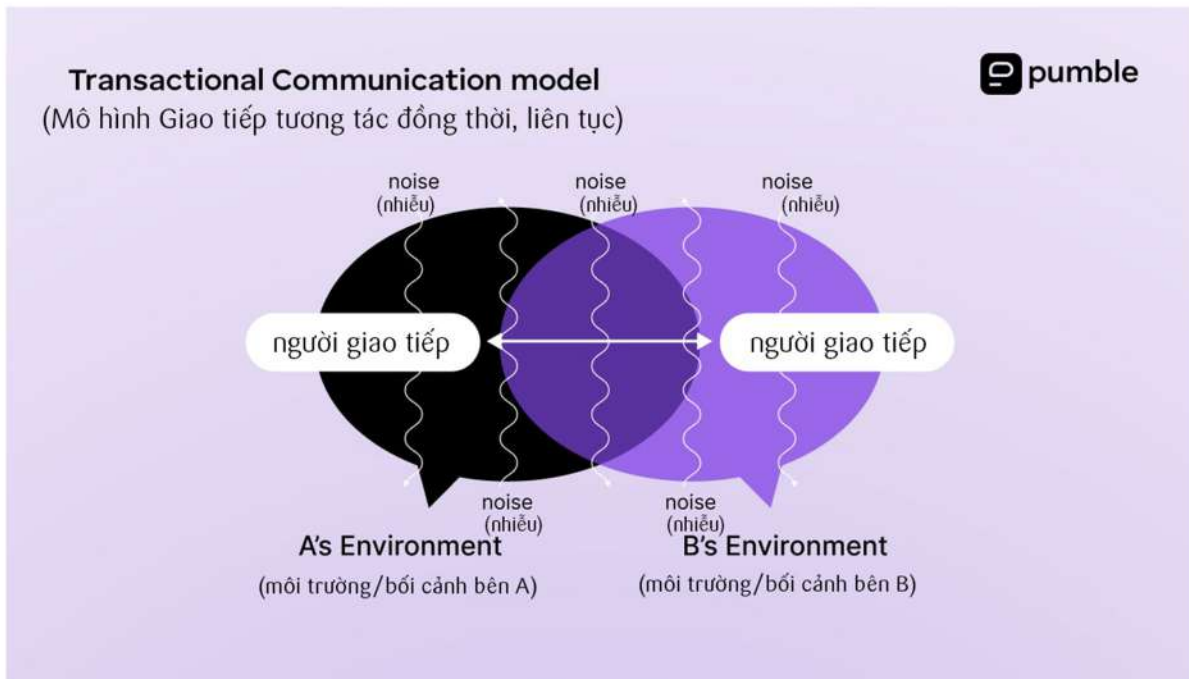 Transactional Communication model
(Mô hình Giao tiếp tương tác đồng thời, liên tục)
pumble
noise
(nhiễu)
noise
(nhiễu)
noise
(nhiễu)
người giao tiếp
người giao tiếp
noise
(nhiễu)
noise
(nhiễu)
A's Environment
(môi trường/bối cảnh bên A)
B's Environment
(môi trường/bối cảnh bên B)